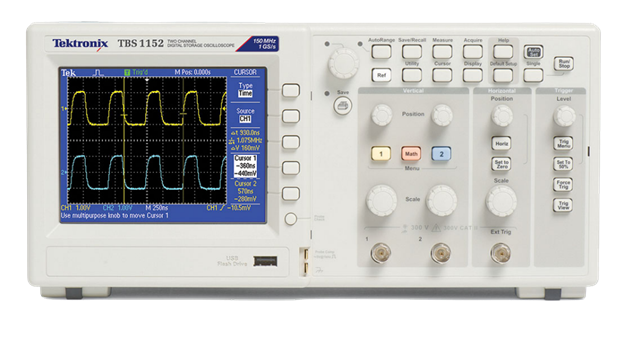 Tektronix TBS 1152 TWO CHANNEL DIGITAL STORAGE OSCILLOSCOPE
150 MHz
1 GS/s
Tek Trig'd M Pos: 0.000s CURSOR
Type
Time
Source
CH1
Δt 930.0ns
1.075MHz
ΔV 160mV
Cursor 1
-360ns
-440mV
Cursor 2
570ns
-280mV
1
2
CH1 1.00V CH2 1.00V M 250ns CH1 -10.5mV
Use multipurpose knob to move Cursor 1
USB
Flash Drive
AutoRange Save/Recall Measure Acquire Help Auto Set
Ref Utility Cursor Display Default Setup Single
Run/ Stop
Save
Vertical Horizontal Trigger
Position Position Level
Horiz
Trig Menu
1 Math 2
Menu
Set to Zero
Set To 50%
Scale Scale
Force Trig
Trig View
1 2 Ext Trig